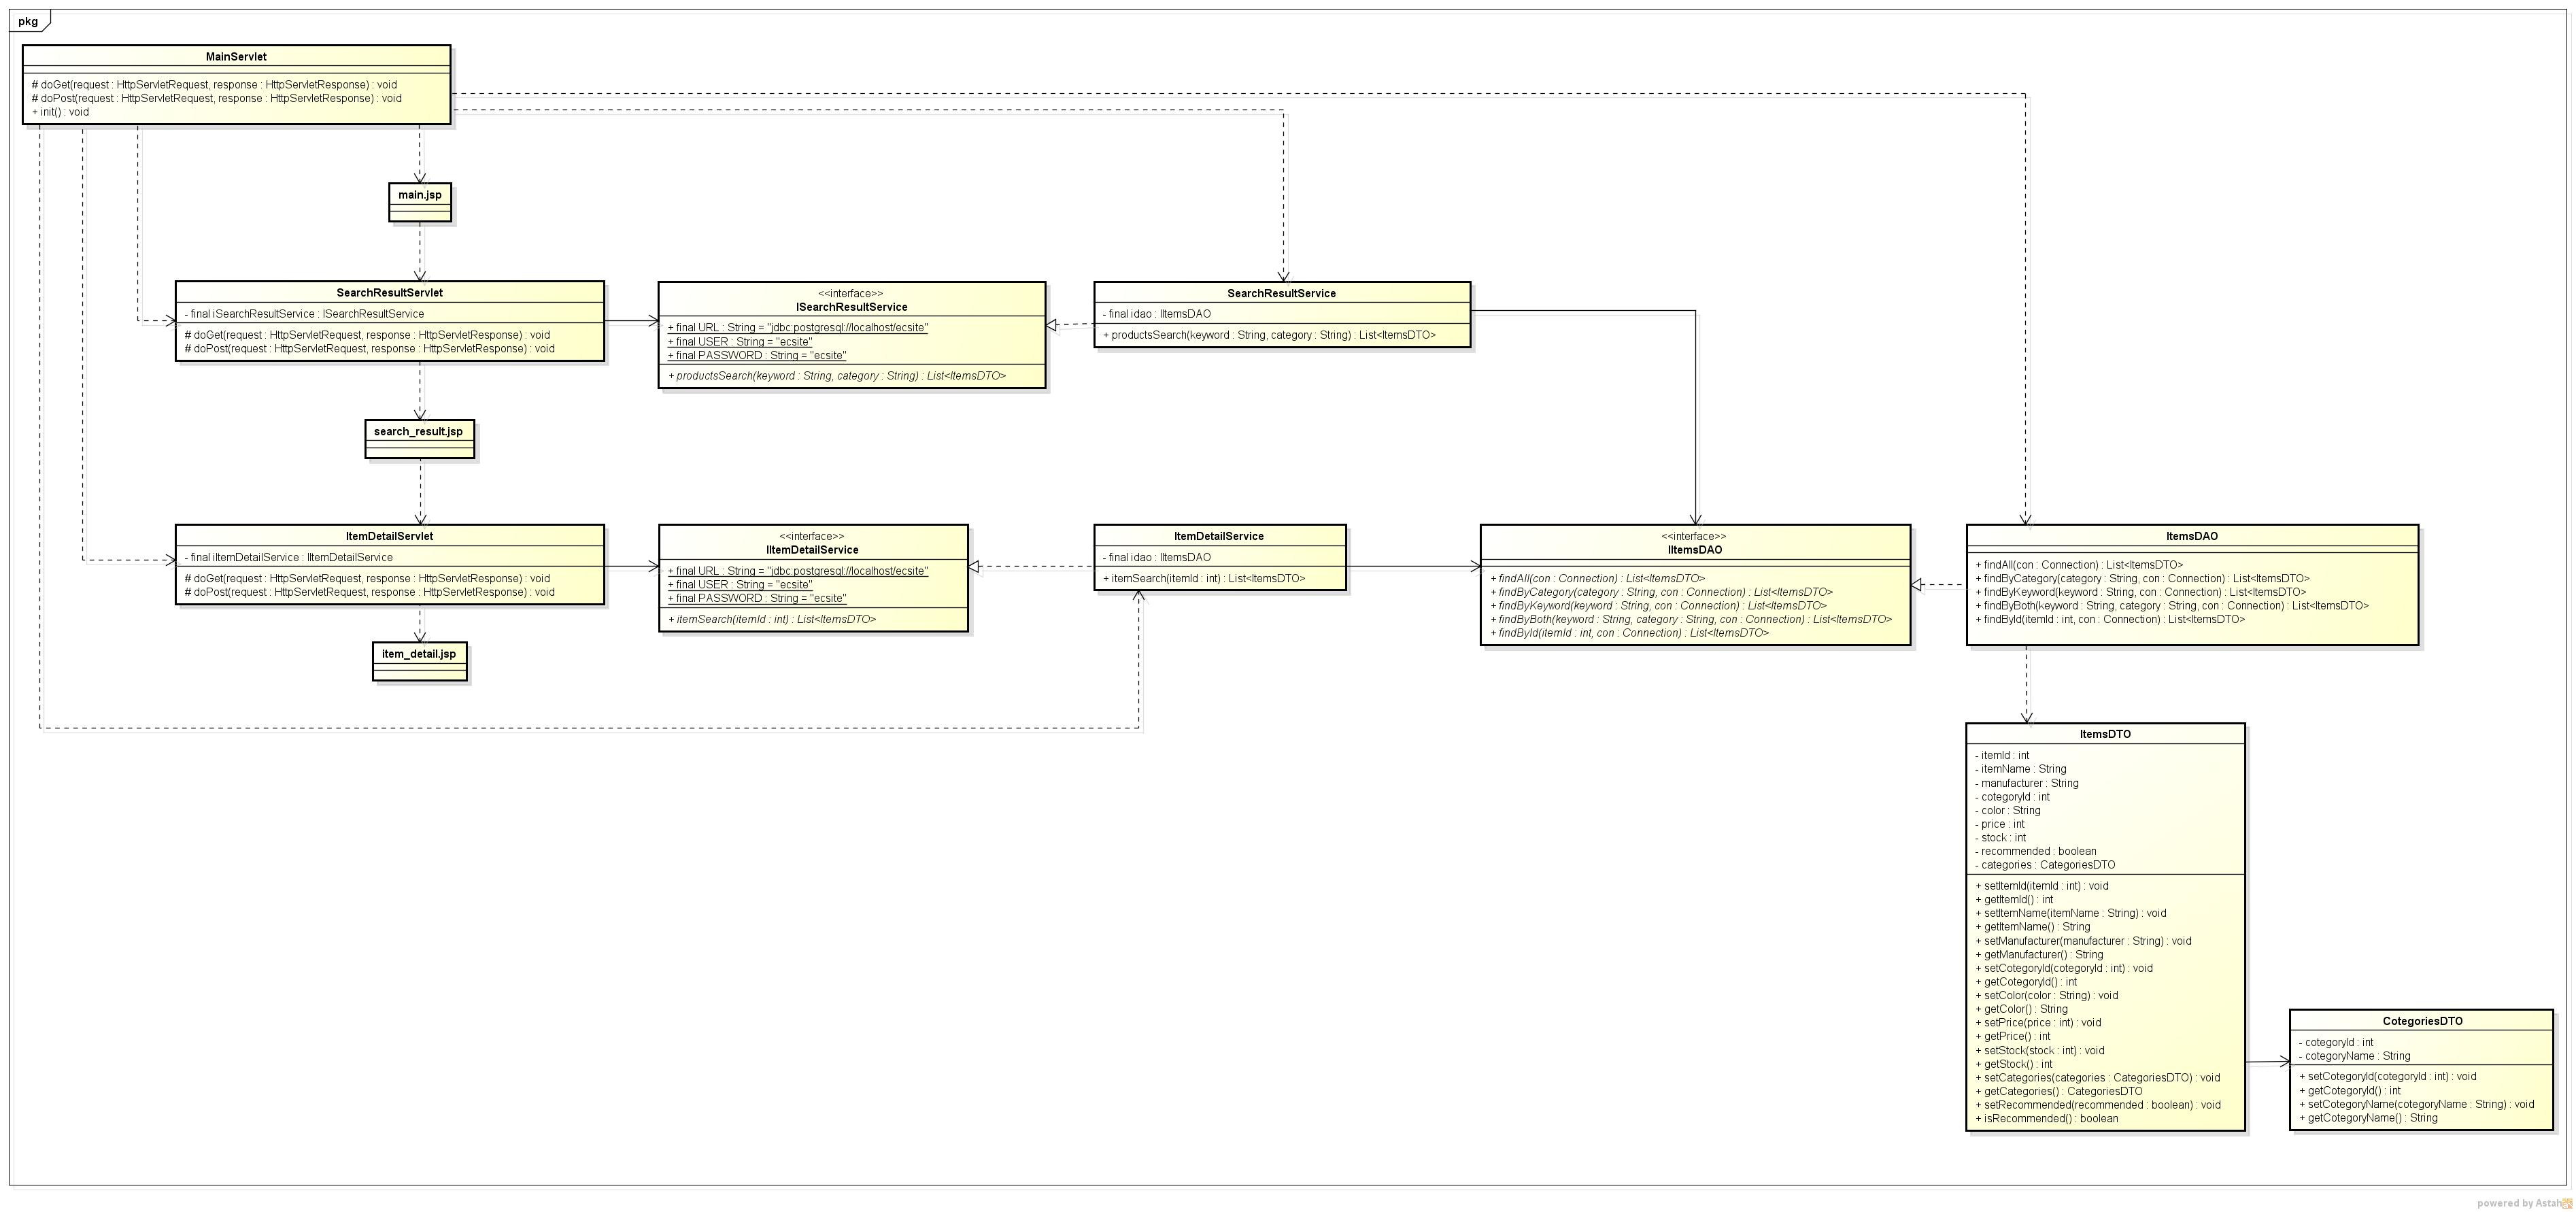 pkg
MainServlet
# doGet(request : HttpServletRequest, response : HttpServletResponse) : void
# doPost(request : HttpServletRequest, response : HttpServletResponse) : void
+ init() : void
main.jsp
SearchResultServlet
- final iSearchResultService : ISearchResultService
# doGet(request : HttpServletRequest, response : HttpServletResponse) : void
# doPost(request : HttpServletRequest, response : HttpServletResponse) : void
<<interface>>
ISearchResultService
+ final URL : String = "jdbc:postgresql://localhost/ecsite"
+ final USER : String = "ecsite"
+ final PASSWORD : String = "ecsite"
+ productsSearch(keyword : String, category : String) : List<ItemsDTO>
SearchResultService
- final idao : IItemsDAO
+ productsSearch(keyword : String, category : String) : List<ItemsDTO>
search_result.jsp
ItemDetailServlet
- final iItemDetailService : IItemDetailService
# doGet(request : HttpServletRequest, response : HttpServletResponse) : void
# doPost(request : HttpServletRequest, response : HttpServletResponse) : void
<<interface>>
IItemDetailService
+ final URL : String = "jdbc:postgresql://localhost/ecsite"
+ final USER : String = "ecsite"
+ final PASSWORD : String = "ecsite"
+ itemSearch(itemId : int) : List<ItemsDTO>
ItemDetailService
- final idao : IItemsDAO
+ itemSearch(itemId : int) : List<ItemsDTO>
<<interface>>
IItemsDAO
+ findAll(con : Connection) : List<ItemsDTO>
+ findByCategory(category : String, con : Connection) : List<ItemsDTO>
+ findByKeyword(keyword : String, con : Connection) : List<ItemsDTO>
+ findByBoth(keyword : String, category : String, con : Connection) : List<ItemsDTO>
+ findById(itemId : int, con : Connection) : List<ItemsDTO>
ItemsDAO
+ findAll(con : Connection) : List<ItemsDTO>
+ findByCategory(category : String, con : Connection) : List<ItemsDTO>
+ findByKeyword(keyword : String, con : Connection) : List<ItemsDTO>
+ findByBoth(keyword : String, category : String, con : Connection) : List<ItemsDTO>
+ findById(itemId : int, con : Connection) : List<ItemsDTO>
item_detail.jsp
ItemsDTO
- itemId : int
- itemName : String
- manufacturer : String
- cotegoryId : int
- color : String
- price : int
- stock : int
- recommended : boolean
- categories : CategoriesDTO
+ setItemId(itemId : int) : void
+ getItemId() : int
+ setItemName(itemName : String) : void
+ getItemName() : String
+ setManufacturer(manufacturer : String) : void
+ getManufacturer() : String
+ setCotegoryId(cotegoryId : int) : void
+ getCotegoryId() : int
+ setColor(color : String) : void
+ getColor() : String
+ setPrice(price : int) : void
+ getPrice() : int
+ setStock(stock : int) : void
+ getStock() : int
+ setCategories(categories : CategoriesDTO) : void
+ getCategories() : CategoriesDTO
+ setRecommended(recommended : boolean) : void
+ isRecommended() : boolean
CotegoriesDTO
- cotegoryId : int
- cotegoryName : String
+ setCotegoryId(cotegoryId : int) : void
+ getCotegoryId() : int
+ setCotegoryName(cotegoryName : String) : void
+ getCotegoryName() : String
powered by Astah